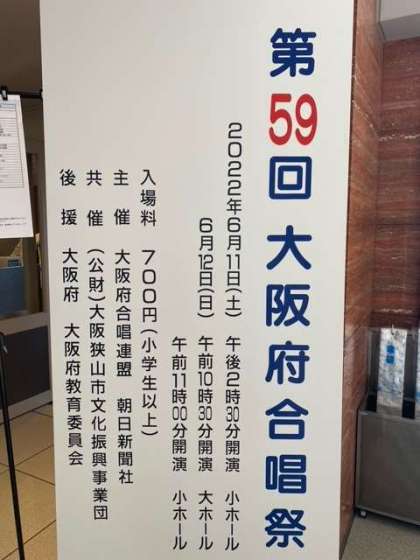 第59回 大阪府合唱祭
2022年6月11日(土) 午後2時30分開演 小ホール
6月12日(日) 午前10時30分開演 大ホール
午前11時00分開演 小ホール
入場料 700円(小学生以上)
主催 大阪府合唱連盟 朝日新聞社
共催 (公財)大阪狭山市文化振興事業団
後援 大阪府 大阪府教育委員会